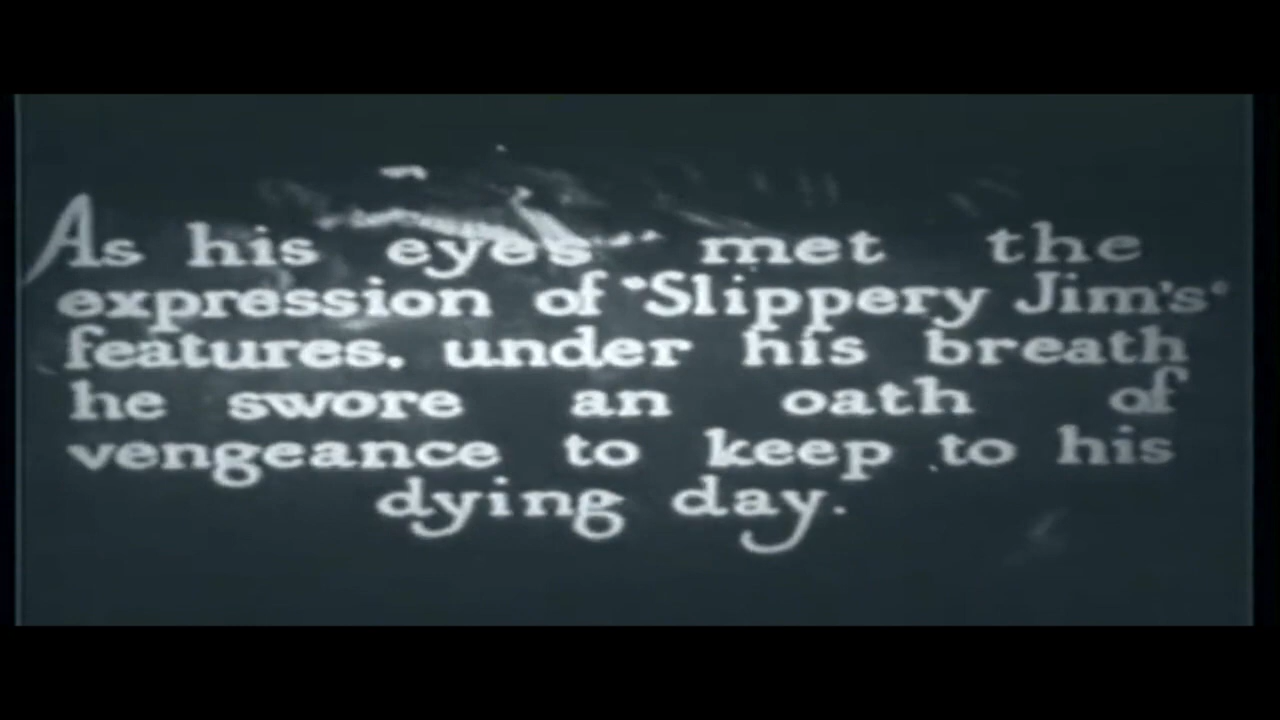 As his eyes met the
expression of "Slippery Jim's"
features. under his breath
he swore an oath of
vengeance to keep to his
dying day.